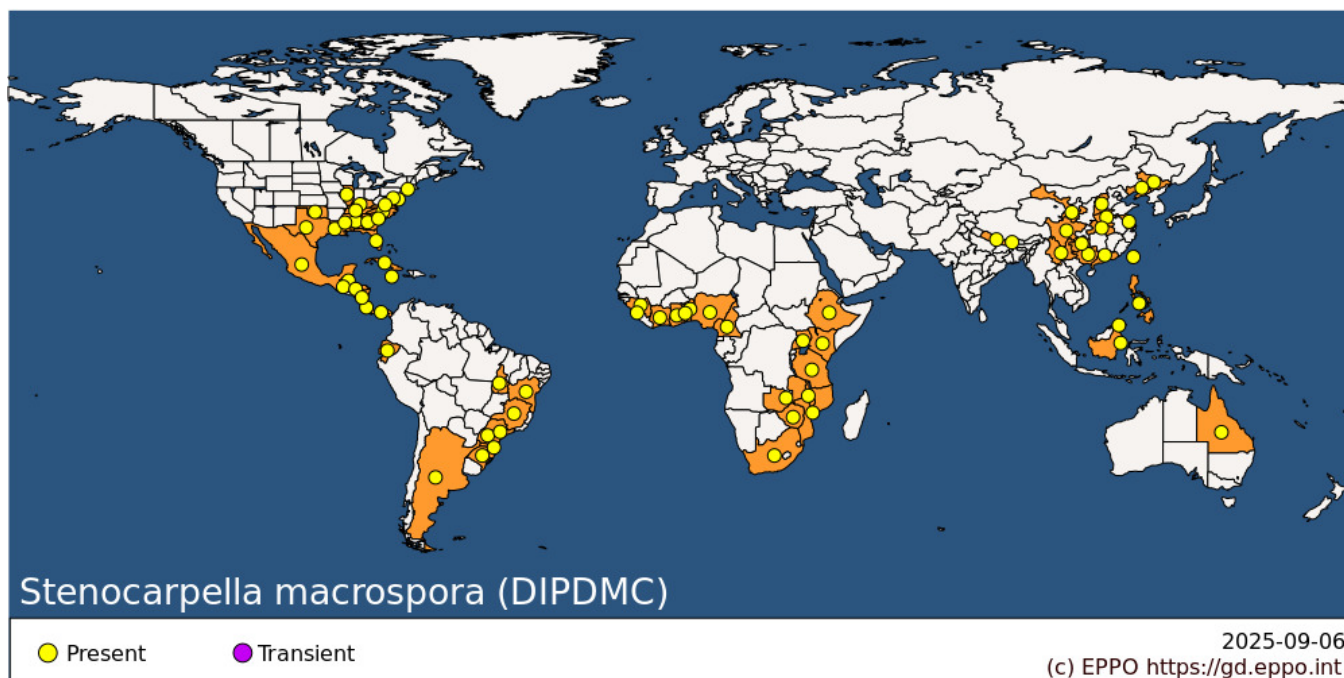 Stenocarpella macrospora (DIPDMC)
Present
Transient
2025-09-06
(c) EPPO https://gd.eppo.int